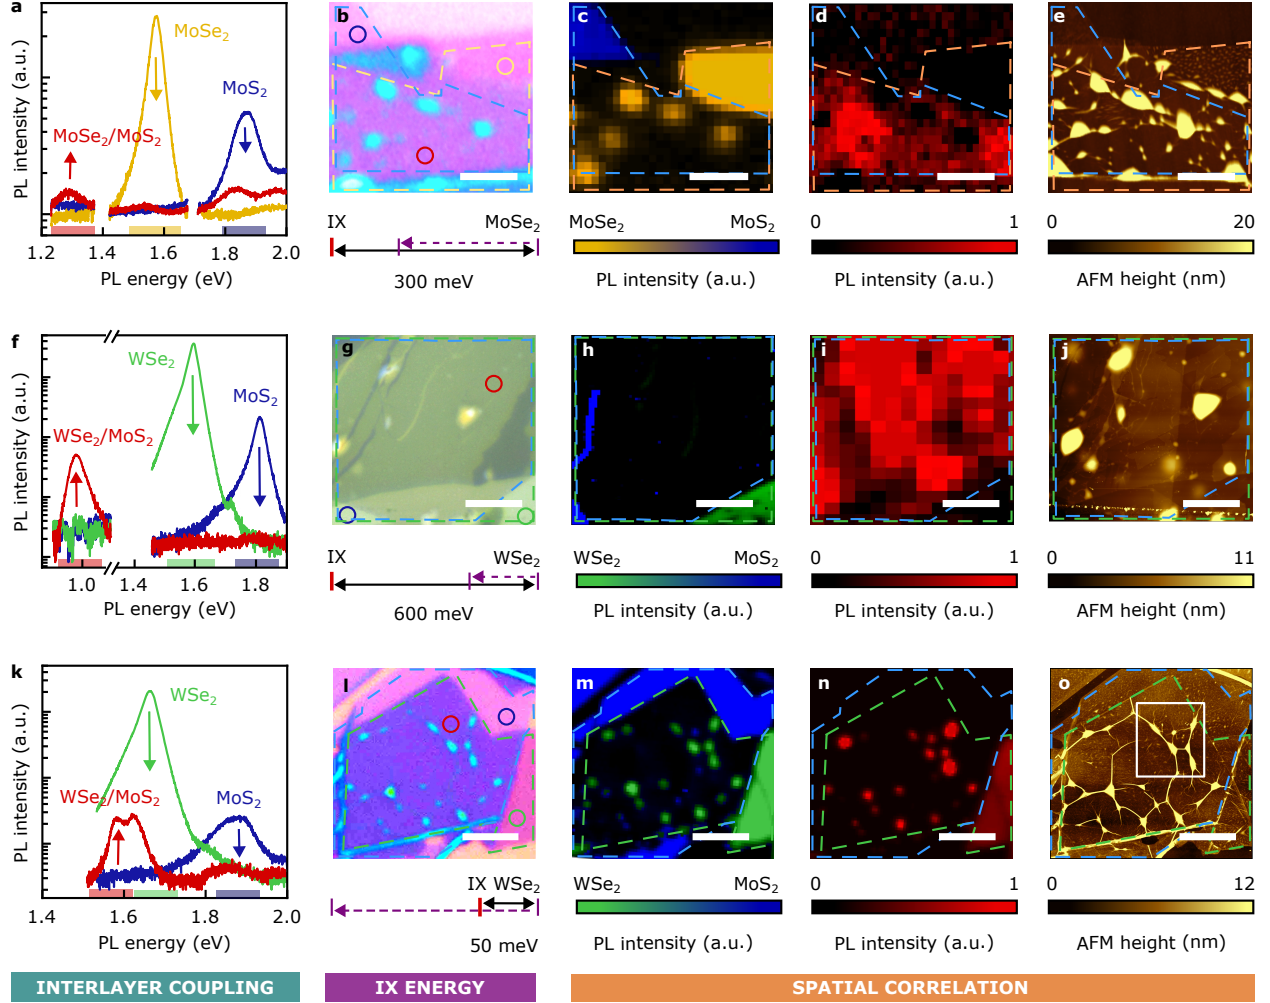 a
PL intensity (a.u.)
MoSe₂
MoS₂
MoSe₂/MoS₂
1.2 1.4 1.6 1.8 2.0
PL energy (eV)
b
IX MoSe₂
300 meV
c
MoSe₂ MoS₂
PL intensity (a.u.)
d
0 1
PL intensity (a.u.)
e
0 20
AFM height (nm)
f
PL intensity (a.u.)
WSe₂
MoS₂
WSe₂/MoS₂
1.0 1.4 1.6 1.8
PL energy (eV)
g
IX WSe₂
600 meV
h
WSe₂ MoS₂
PL intensity (a.u.)
i
0 1
PL intensity (a.u.)
j
0 11
AFM height (nm)
k
PL intensity (a.u.)
WSe₂
WSe₂/MoS₂
MoS₂
1.4 1.6 1.8 2.0
PL energy (eV)
l
IX WSe₂
50 meV
m
WSe₂ MoS₂
PL intensity (a.u.)
n
0 1
PL intensity (a.u.)
o
0 12
AFM height (nm)
INTERLAYER COUPLING
IX ENERGY
SPATIAL CORRELATION